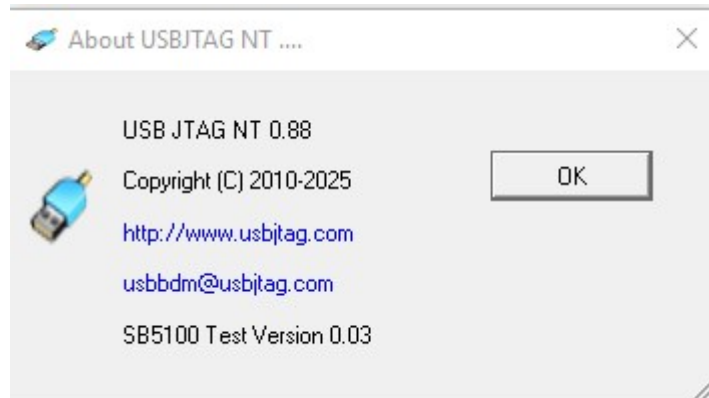 About USBJTAG NT ....
USB JTAG NT 0.88
OK
Copyright (C) 2010-2025
http://www.usbjtag.com
usbbdm@usbjtag.com
SB5100 Test Version 0.03